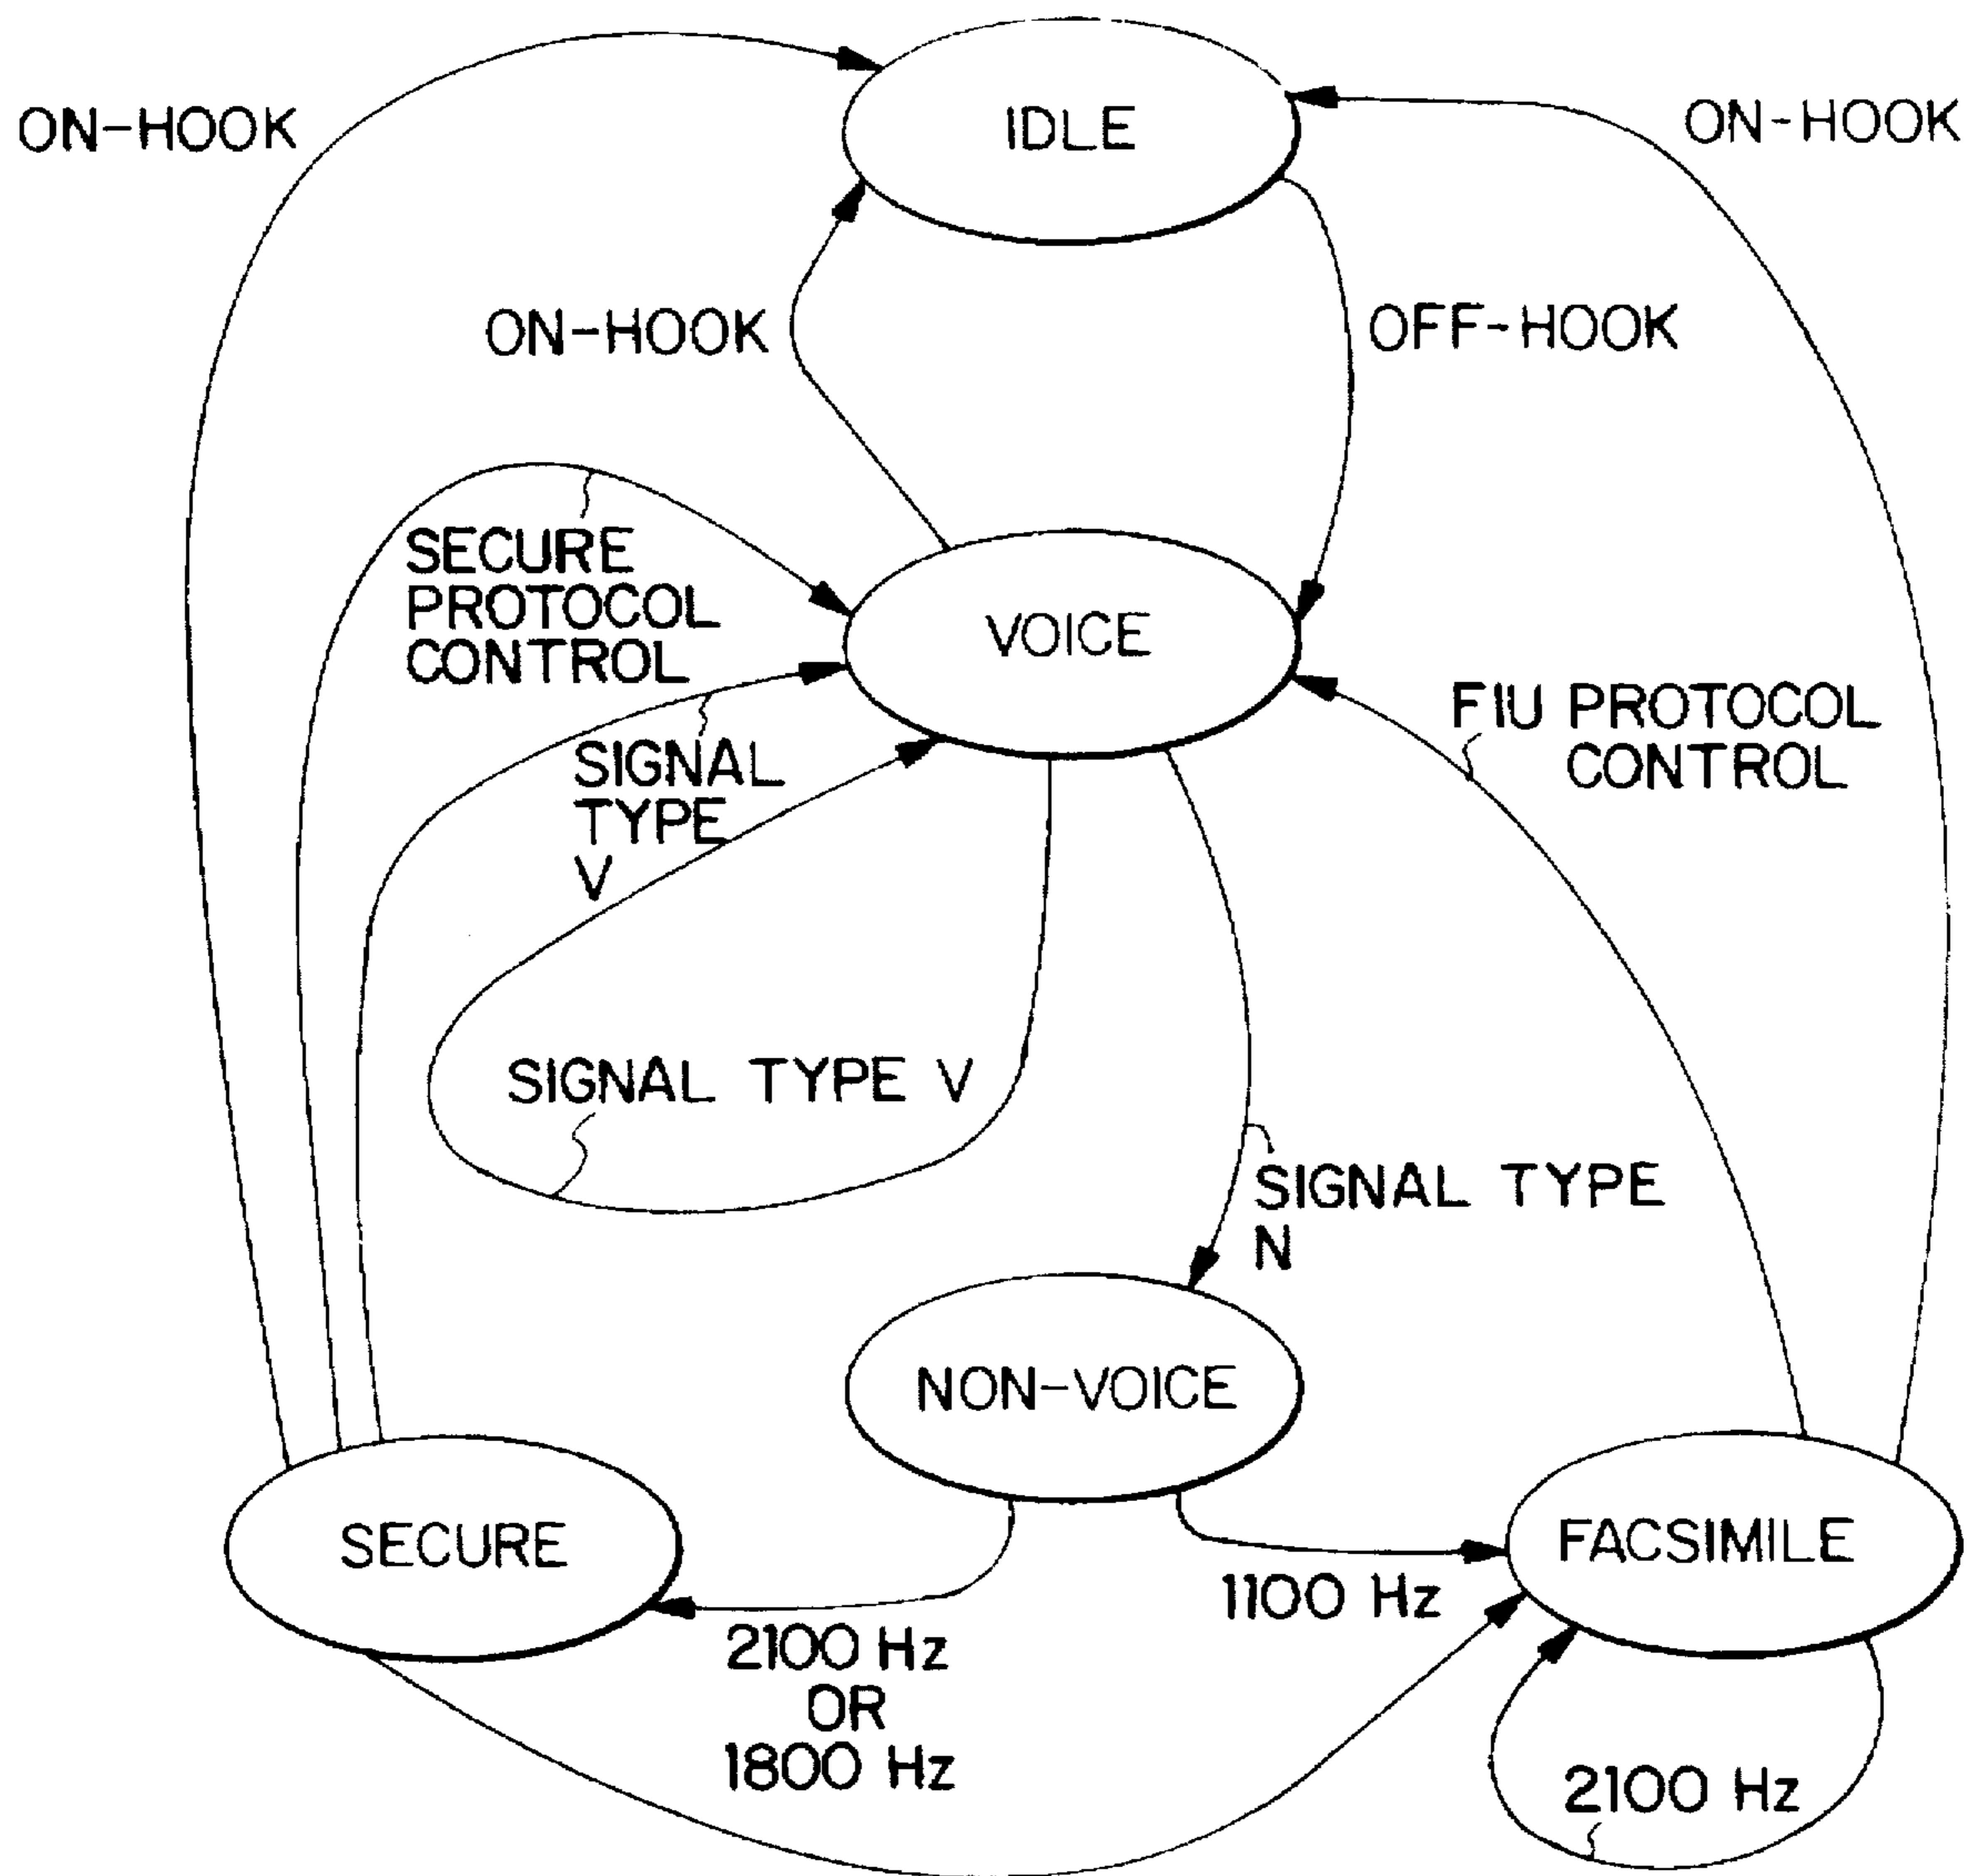 IDLE
ON-HOOK
ON-HOOK
ON-HOOK
OFF-HOOK
SECURE
PROTOCOL
CONTROL
VOICE
FIU PROTOCOL
CONTROL
SIGNAL
TYPE
V
SIGNAL TYPE V
SIGNAL TYPE
N
NON-VOICE
SECURE
FACSIMILE
1100 Hz
2100 Hz
OR
1800 Hz
2100 Hz